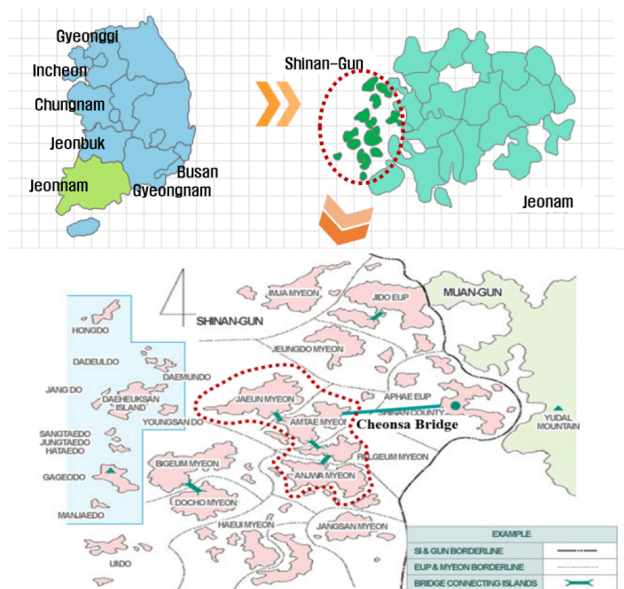 Gyeonggi
Incheon
Chungnam
Jeonbuk
Jeonnam
Busan
Gyeongnam
Shinan-Gun
Jeonam
SHINAN-GUN
IMJA MYEON
JIDO EUP
MUAN-GUN
HONGDO
JEUNGDO MYEON
DADEULDO
DAEMUNDO
JANG DO
DAEHEUKSAN
ISLAND
JAEUN MYEON
APHAE EUP
COUNTY
YOUNGSAN DO
AMTAE MYEON
Cheonsa Bridge
YUDAL
MOUNTAIN
SANGTAEDO
JUNGTAEDO
HATAEDO
BIGEUM MYEON
PALGEUM MYEON
GAGEODO
ANJWA MYEON
DOCHO MYEON
MANJAEDO
HAEUI MYEON
JANGSAN MYEON
UIDO
EXAMPLE
SI & GUN BORDERLINE
EUP & MYEON BORDERLINE
BRIDGE CONNECTING ISLANDS